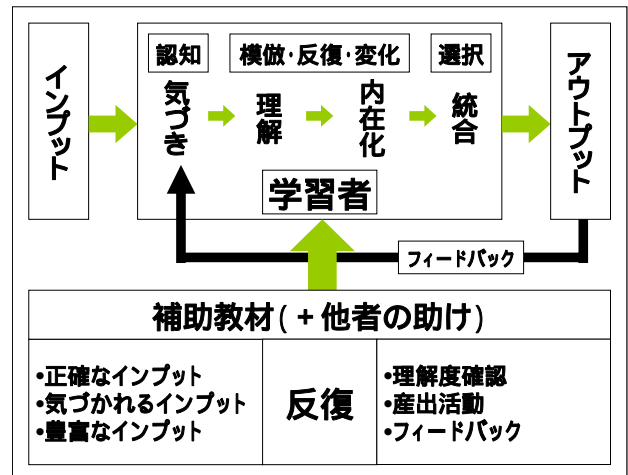 インプット
認知
模倣・反復・変化
選択
気づき
理解
内在化
統合
学習者
アウトプット
フィードバック
補助教材(+他者の助け)
・正確なインプット
・気づかれるインプット
・豊富なインプット
反復
・理解度確認
・産出活動
・フィードバック